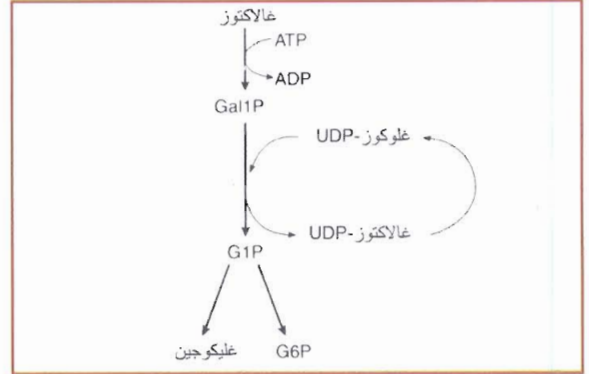 غالاكتوز
ATP
ADP
Gal1P
UDP-غلوكوز
UDP-غالاكتوز
G1P
غليكوجين
G6P